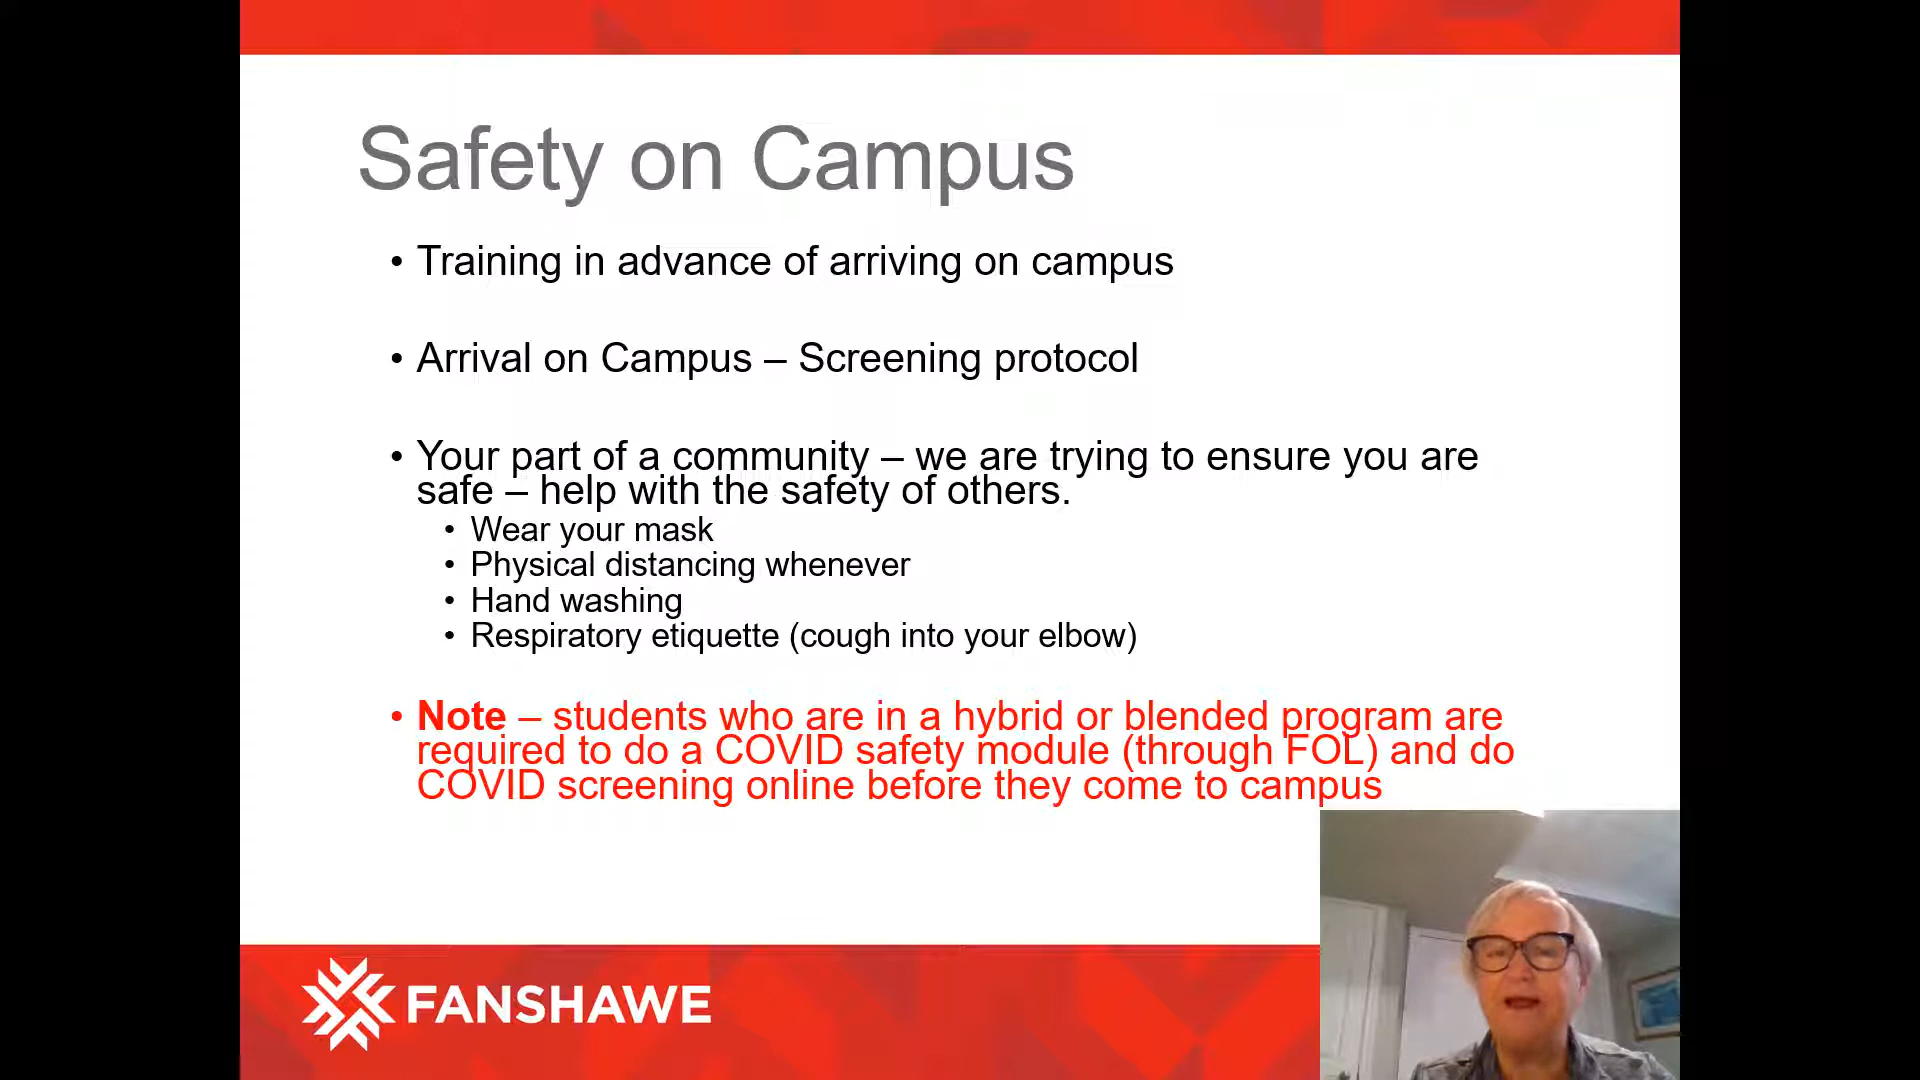 Safety on Campus
• Training in advance of arriving on campus
• Arrival on Campus – Screening protocol
• Your part of a community – we are trying to ensure you are
safe – help with the safety of others.
• Wear your mask
• Physical distancing whenever
• Hand washing
• Respiratory etiquette (cough into your elbow)
• Note – students who are in a hybrid or blended program are
required to do a COVID safety module (through FOL) and do
COVID screening online before they come to campus
FANSHAWE